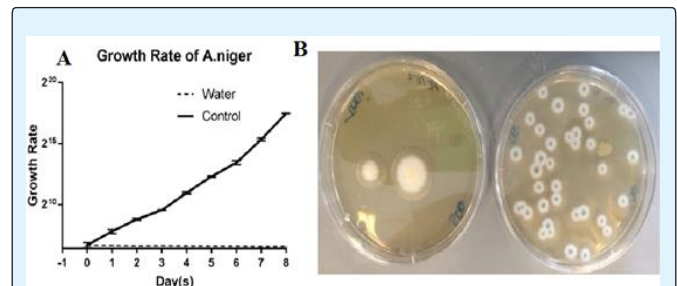 A
Growth Rate of A.niger
B
2^20
2^15
2^10
Growth Rate
Water
Control
-1 0 1 2 3 4 5 6 7 8
Day(s)